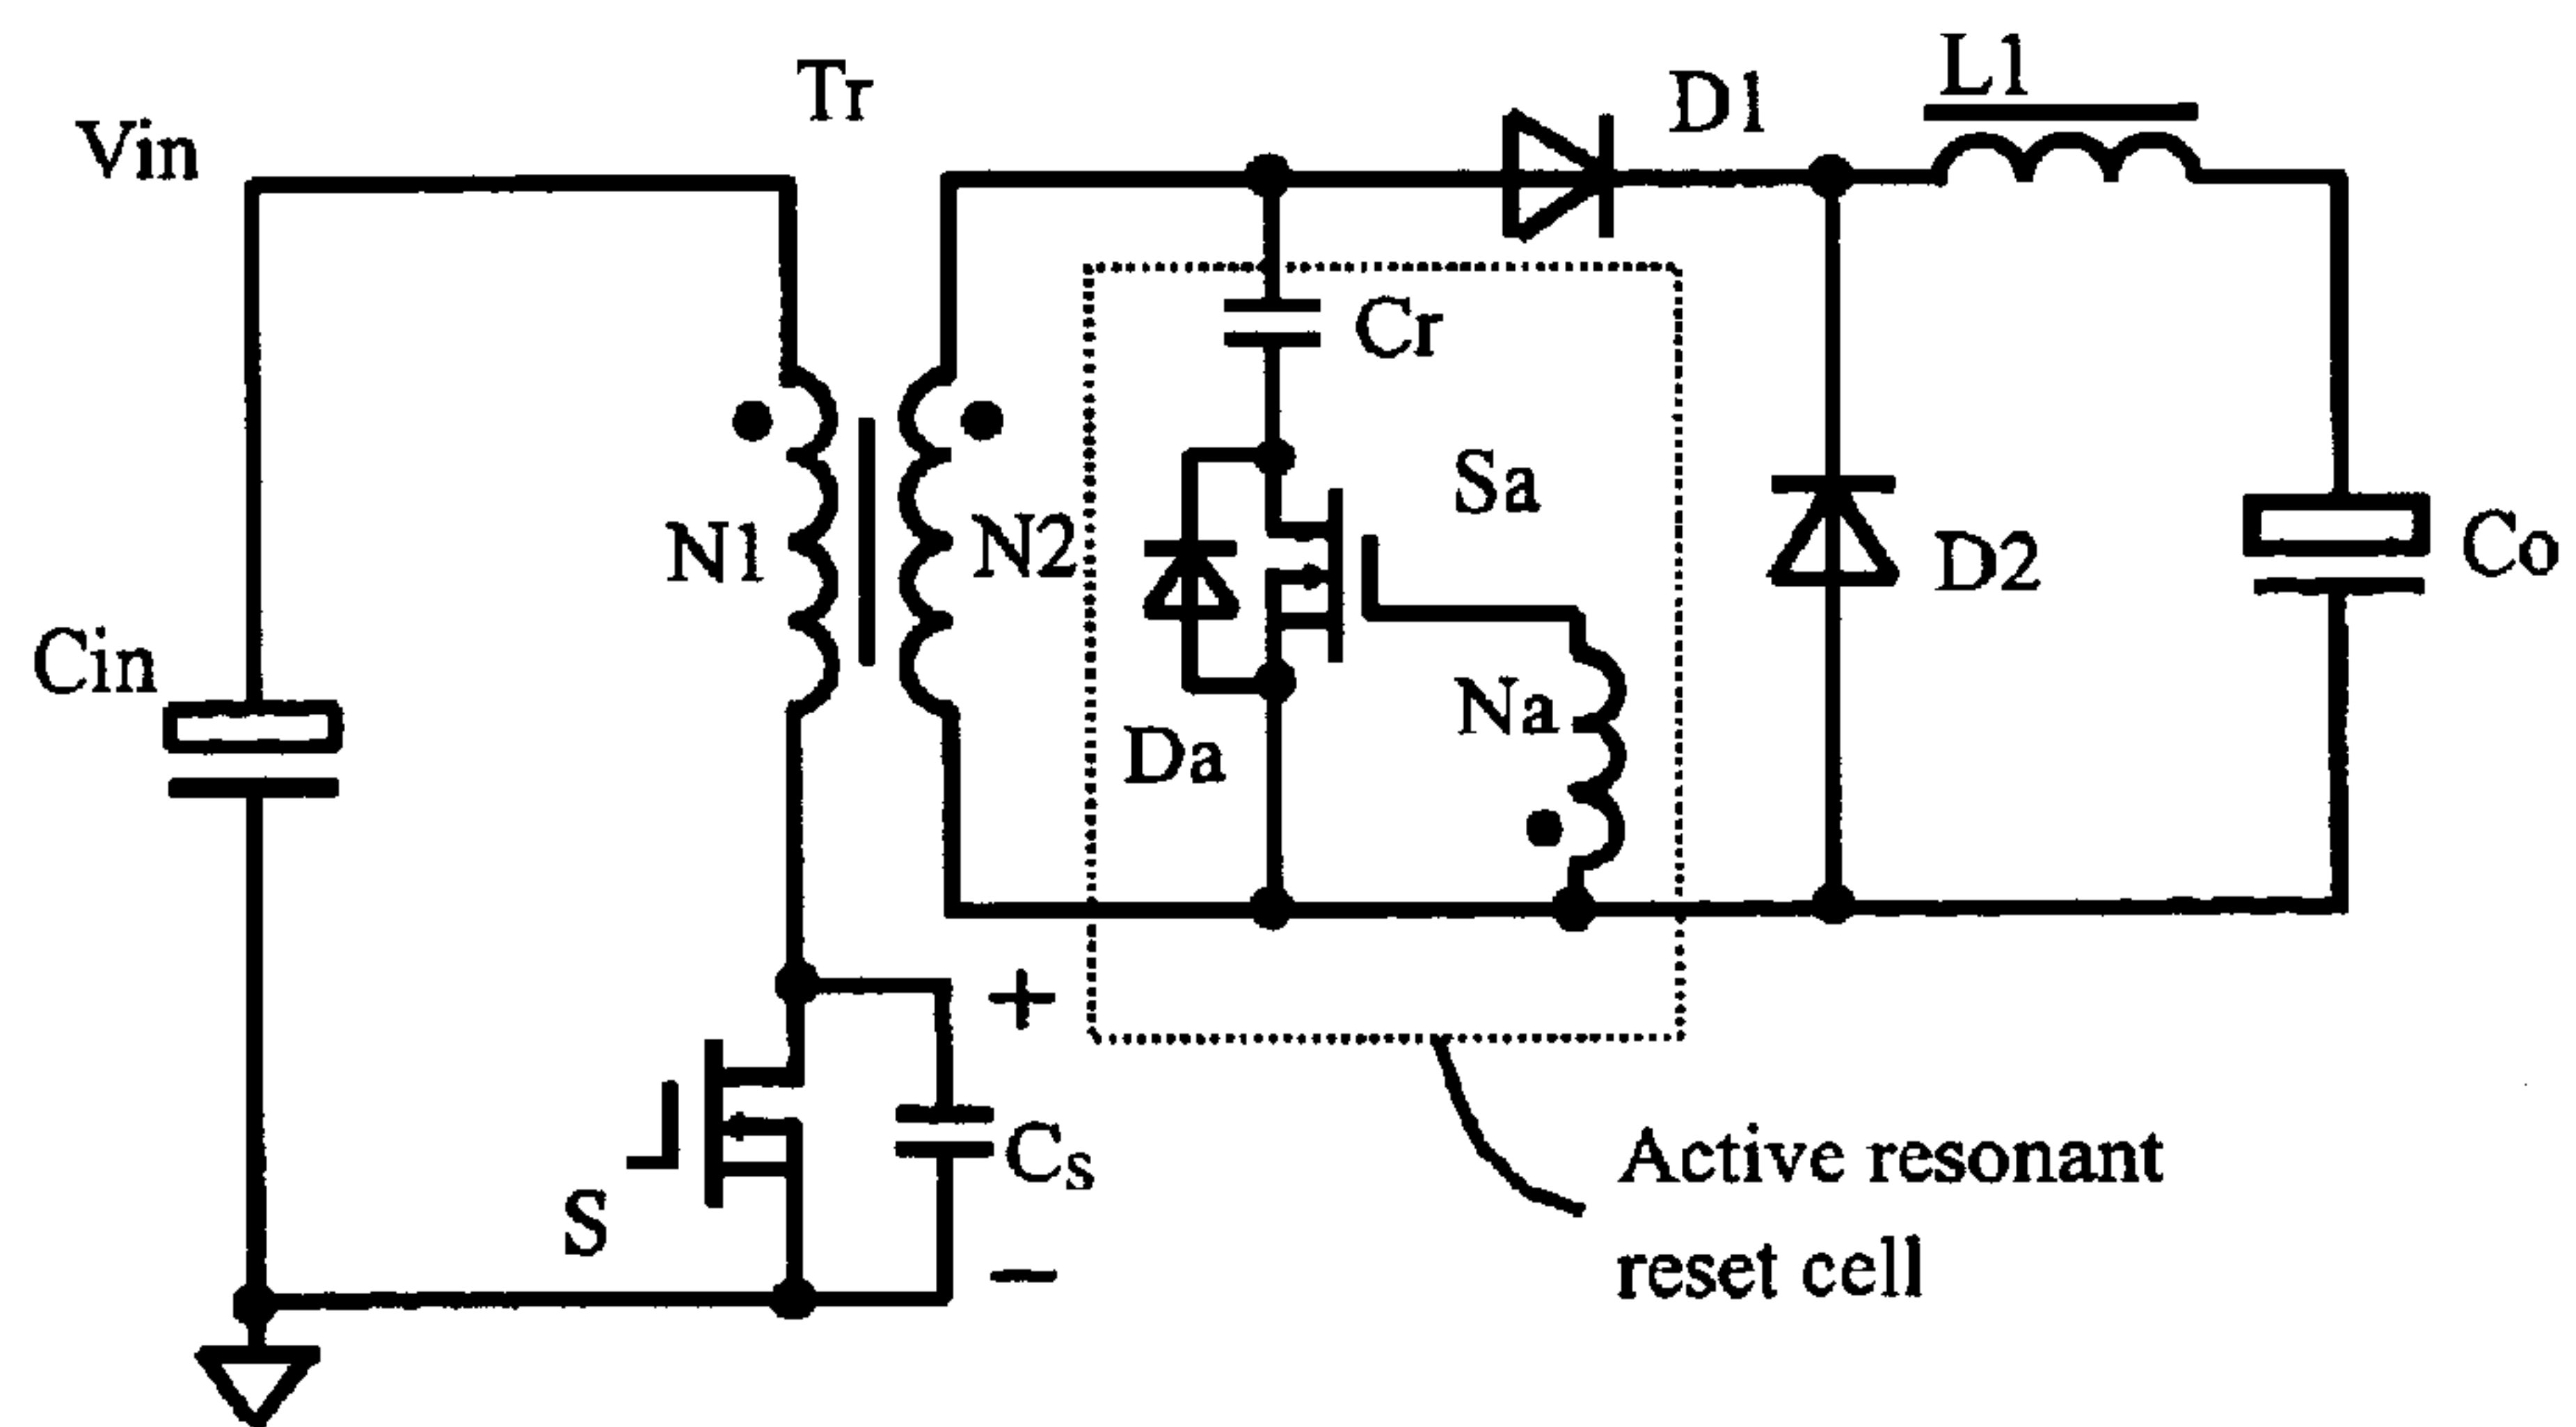 Tr
L1
D1
Vin
Cr
Sa
N1
N2
D2
Co
Cin
Na
Da
+
Cs
S
−
Active resonant
reset cell